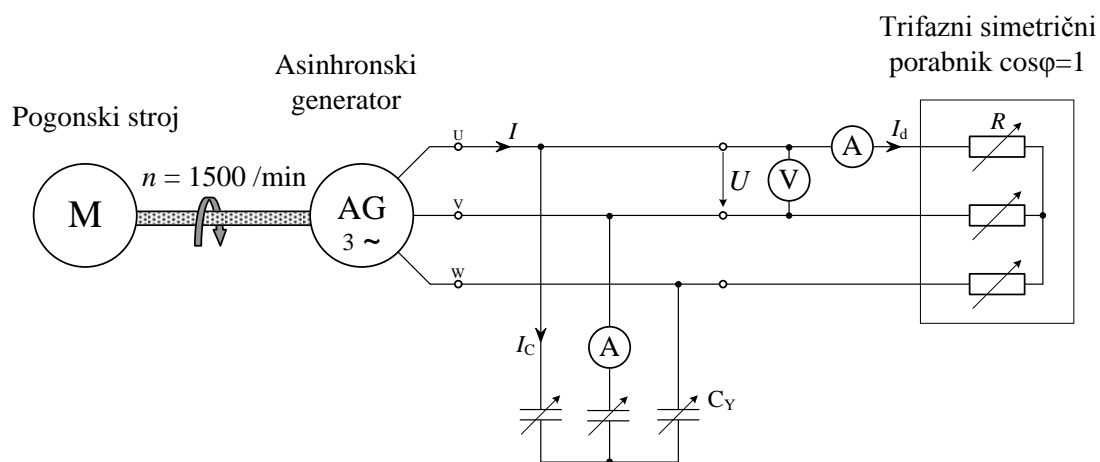 Trifazni simetrični
porabnik cosφ=1
Asinhronski
generator
Pogonski stroj
n = 1500 /min
M
AG
3 ~
U
I
V
W
U
V
A
I_d
R
I_C
A
C_Y